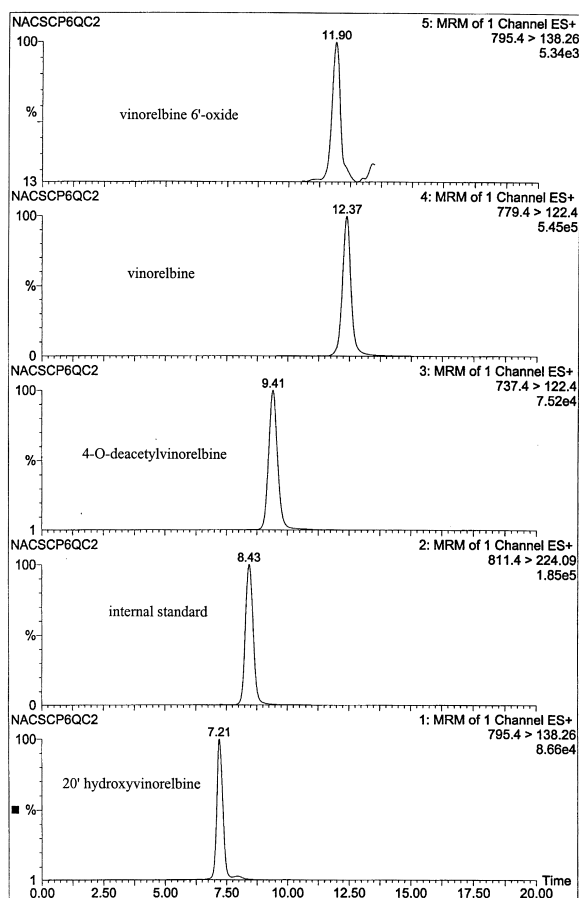 NACSCP6QC2 5: MRM of 1 Channel ES+
11.90 795.4 > 138.26
100 5.34e3
%
vinorelbine 6'-oxide
13
NACSCP6QC2 4: MRM of 1 Channel ES+
12.37 779.4 > 122.4
100 5.45e5
%
vinorelbine
0
NACSCP6QC2 3: MRM of 1 Channel ES+
9.41 737.4 > 122.4
100 7.52e4
%
4-O-deacetylvinorelbine
1
NACSCP6QC2 2: MRM of 1 Channel ES+
8.43 811.4 > 224.09
100 1.85e5
%
internal standard
0
NACSCP6QC2 1: MRM of 1 Channel ES+
7.21 795.4 > 138.26
100 8.66e4
%
20' hydroxyvinorelbine
1 Time
0.00 2.50 5.00 7.50 10.00 12.50 15.00 17.50 20.00